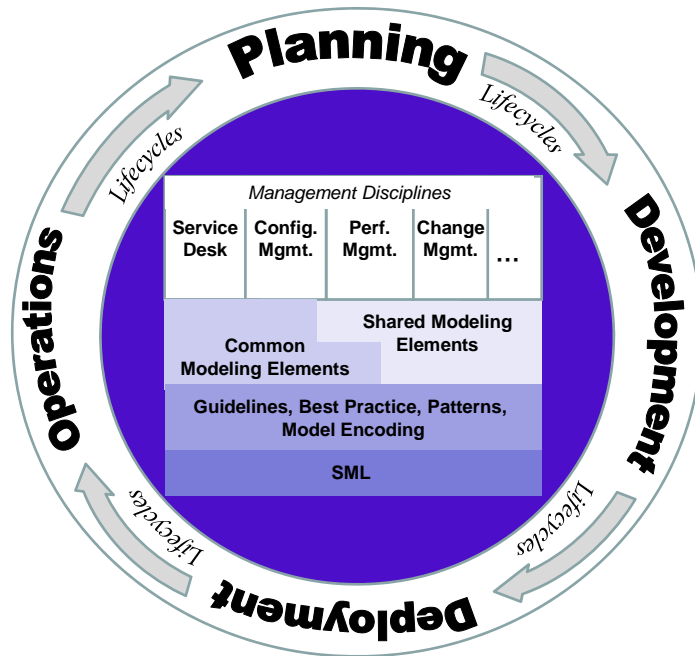 Planning
Lifecycles
Lifecycles
Management Disciplines
Service
Desk
Config.
Mgmt.
Perf.
Mgmt.
Change
Mgmt.
...
Shared Modeling
Elements
Common
Modeling Elements
Guidelines, Best Practice, Patterns,
Model Encoding
SML
Operations
Development
Lifecycles
Lifecycles
Deployment